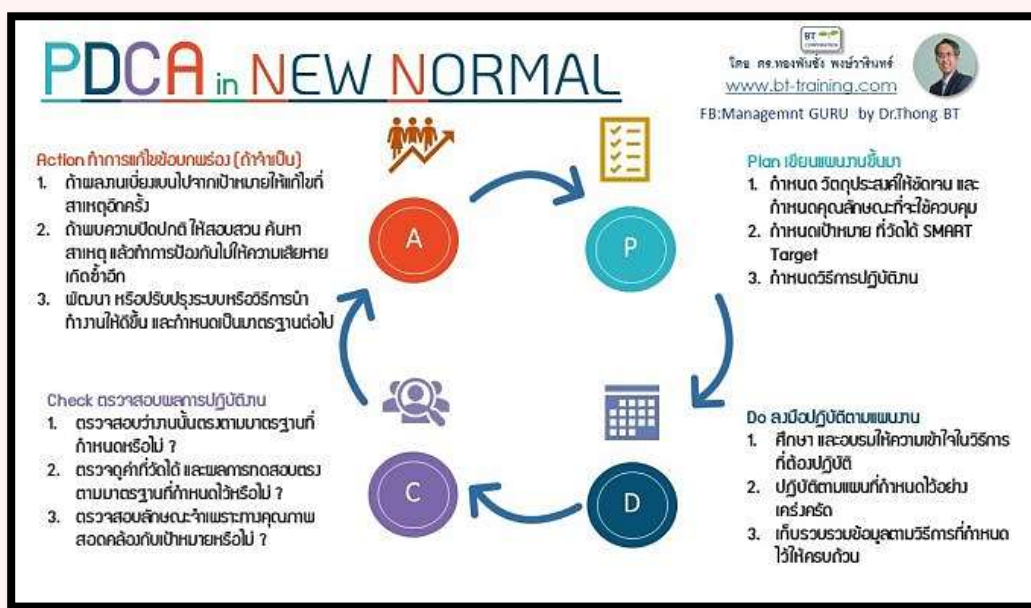 PDCA in NEW NORMAL
BT
CORPORATION
โดย ดร.ทองพันชั่ง พงษ์วารินทร์
www.bt-training.com
FB:Managemnt GURU by Dr.Thong BT
Action ทำการแก้ไขข้อบกพร่อง (ถ้าจำเป็น)
1. ถ้าผลงานเบี่ยงเบนไปจากเป้าหมายให้แก้ไขที่
สาเหตุอีกครั้ง
2. ถ้าพบความปิดปกติ ให้สอบสวน ค้นหา
สาเหตุ แล้วทำการป้องกันไม่ให้ความเสียหาย
เกิดซ้ำอีก
3. พัฒนา หรือปรับปรุงระบบหรือวิธีการนำ
ทำงานให้ดีขึ้น และกำหนดเป็นมาตรฐานต่อไป
A
P
Plan เขียนแผนงานขึ้นมา
1. กำหนด วัตถุประสงค์ให้ชัดเจน และ
กำหนดคุณลักษณะที่จะใช้ควบคุม
2. กำหนดเป้าหมาย ที่วัดได้ SMART
Target
3. กำหนดวิธีการปฏิบัติงาน
Check ตรวจสอบผลการปฏิบัติงาน
1. ตรวจสอบว่างานนั้นตรงตามมาตรฐานที่
กำหนดหรือไม่ ?
2. ตรวจดูค่าที่วัดได้ และผลการทดสอบตรง
ตามมาตรฐานที่กำหนดไว้หรือไม่ ?
3. ตรวจสอบลักษณะจำเพราะทางคุณภาพ
สอดคล้องกับเป้าหมายหรือไม่ ?
C
D
Do ลงมือปฏิบัติตามแผนงาน
1. ศึกษา และอบรมให้ความเข้าใจในวิธีการ
ที่ต้องปฏิบัติ
2. ปฏิบัติตามแผนที่กำหนดไว้อย่าง
เคร่งครัด
3. เก็บรวบรวมข้อมูลตามวิธีการที่กำหนด
ไว้ให้ครบถ้วน